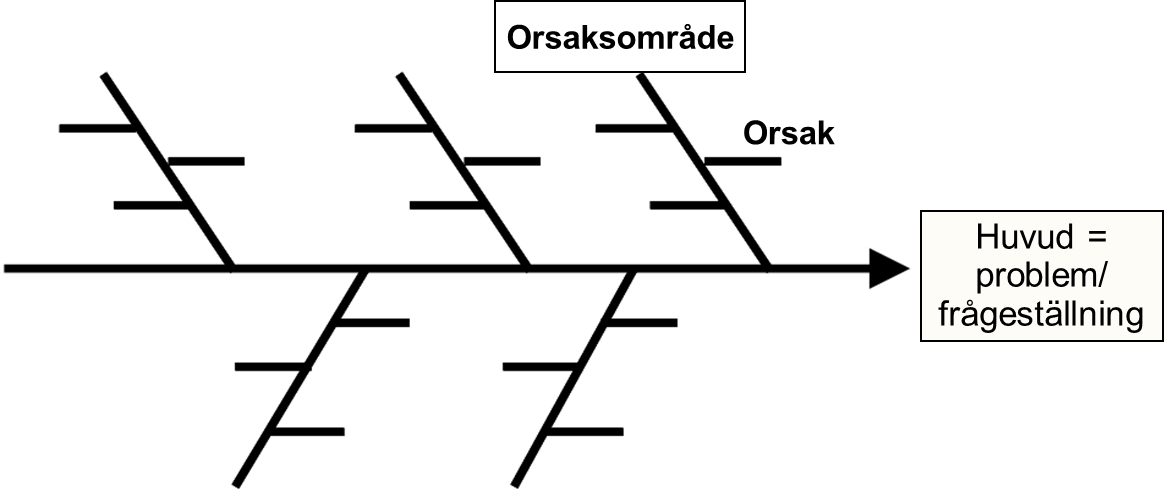 Orsaksområde
Orsak
Huvud =
problem/
frågeställning